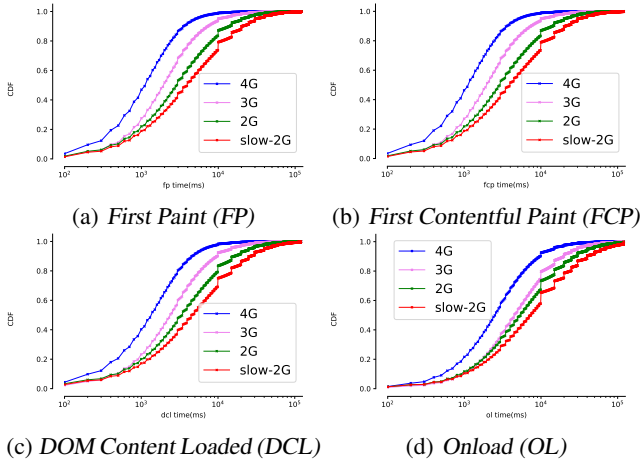 1.0
0.8
0.6
0.4
0.2
0.0
CDF
4G
3G
2G
slow-2G
10² 10³ 10⁴ 10⁵
fp time(ms)
(a) First Paint (FP)
1.0
0.8
0.6
0.4
0.2
0.0
CDF
4G
3G
2G
slow-2G
10² 10³ 10⁴ 10⁵
fcp time(ms)
(b) First Contentful Paint (FCP)
1.0
0.8
0.6
0.4
0.2
0.0
CDF
4G
3G
2G
slow-2G
10² 10³ 10⁴ 10⁵
dcl time(ms)
(c) DOM Content Loaded (DCL)
1.0
0.8
0.6
0.4
0.2
0.0
CDF
4G
3G
2G
slow-2G
10² 10³ 10⁴ 10⁵
ol time(ms)
(d) Onload (OL)